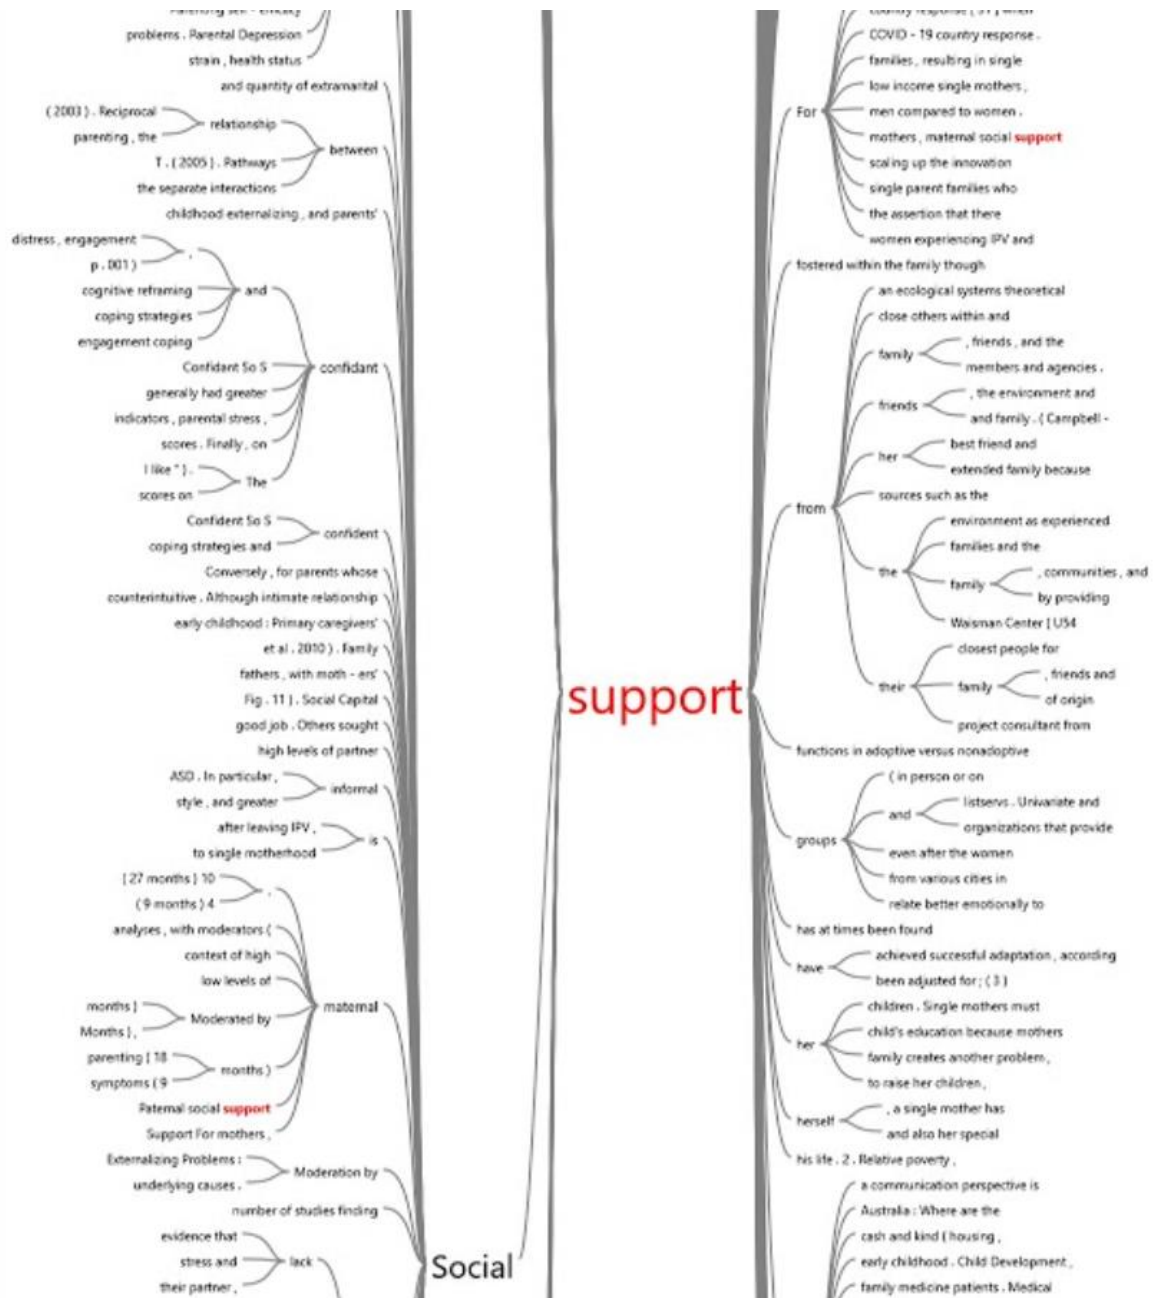 problems . Parental Depression
strain , health status
and quantity of extramarital
( 2003 ) . Reciprocal
parenting , the
relationship
T . ( 2005 ) . Pathways
the separate interactions
between
childhood externalizing , and parents'
distress , engagement
p . 001 )
,
cognitive reframing
coping strategies
engagement coping
and
Confidant So S
generally had greater
indicators , parental stress ,
scores . Finally , on
I like " ) .
scores on
The
confidant
Confident So S
coping strategies and
confident
Conversely , for parents whose
counterintuitive . Although intimate relationship
early childhood : Primary caregivers'
et al . 2010 ) . Family
fathers , with moth - ers'
Fig . 11 ) . Social Capital
good job . Others sought
high levels of partner
ASD . In particular ,
style , and greater
informal
after leaving IPV ,
to single motherhood
is
( 27 months ) 10
( 9 months ) 4
,
analyses , with moderators (
context of high
low levels of
months )
Months ) ,
Moderated by
parenting ( 18
symptoms ( 9
months )
Paternal social support
Support For mothers ,
maternal
Externalizing Problems :
underlying causes .
Moderation by
number of studies finding
evidence that
stress and
their partner ,
lack
Social
support
For
COVID - 19 country response .
families , resulting in single
low income single mothers ,
men compared to women .
mothers , maternal social support
scaling up the innovation
single parent families who
the assertion that there
women experiencing IPV and
fostered within the family though
from
an ecological systems theoretical
close others within and
family
, friends , and the
members and agencies .
friends
, the environment and
and family . ( Campbell -
her
best friend and
extended family because
sources such as the
the
environment as experienced
families and the
family
, communities , and
by providing
Waisman Center [ U54
their
closest people for
family
, friends and
of origin
project consultant from
functions in adoptive versus nonadoptive
groups
( in person or on
and
listservs . Univariate and
organizations that provide
even after the women
from various cities in
relate better emotionally to
has at times been found
have
achieved successful adaptation , according
been adjusted for ; ( 3 )
her
children . Single mothers must
child's education because mothers
family creates another problem ,
to raise her children ,
herself
, a single mother has
and also her special
his life . 2 . Relative poverty ,
a communication perspective is
Australia : Where are the
cash and kind ( housing ,
early childhood . Child Development ,
family medicine patients . Medical